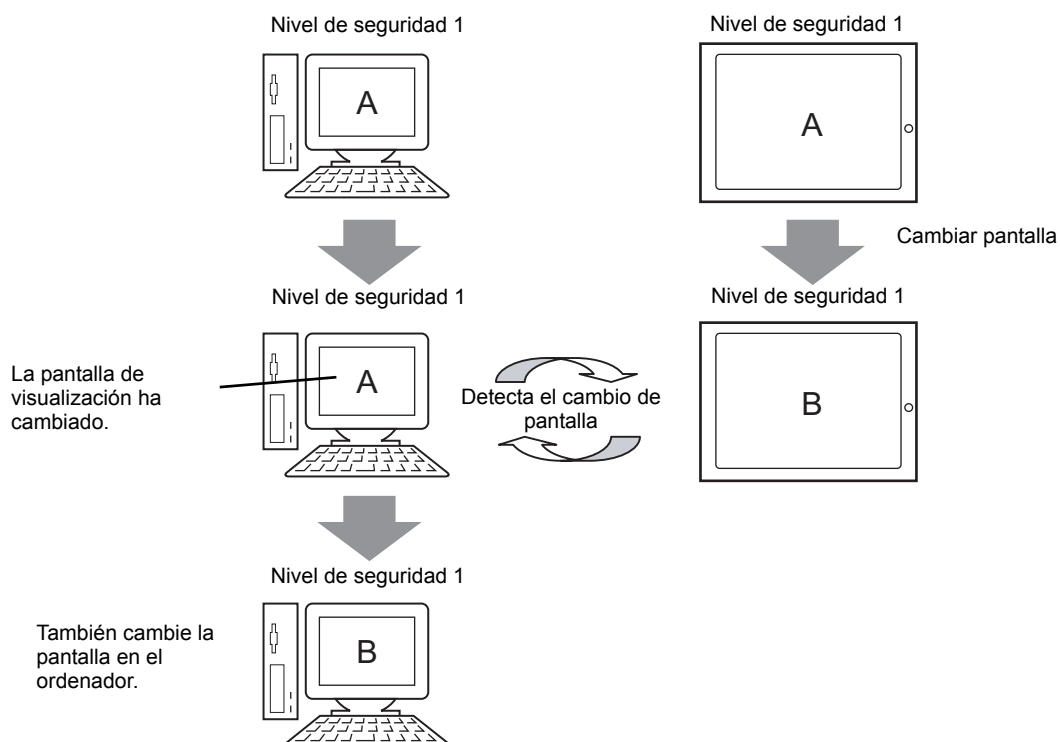 Nivel de seguridad 1
Nivel de seguridad 1
A
A
Cambiar pantalla
Nivel de seguridad 1
Nivel de seguridad 1
La pantalla de
visualización ha
cambiado.
A
Detecta el cambio de
pantalla
B
Nivel de seguridad 1
También cambie la
pantalla en el
ordenador.
B